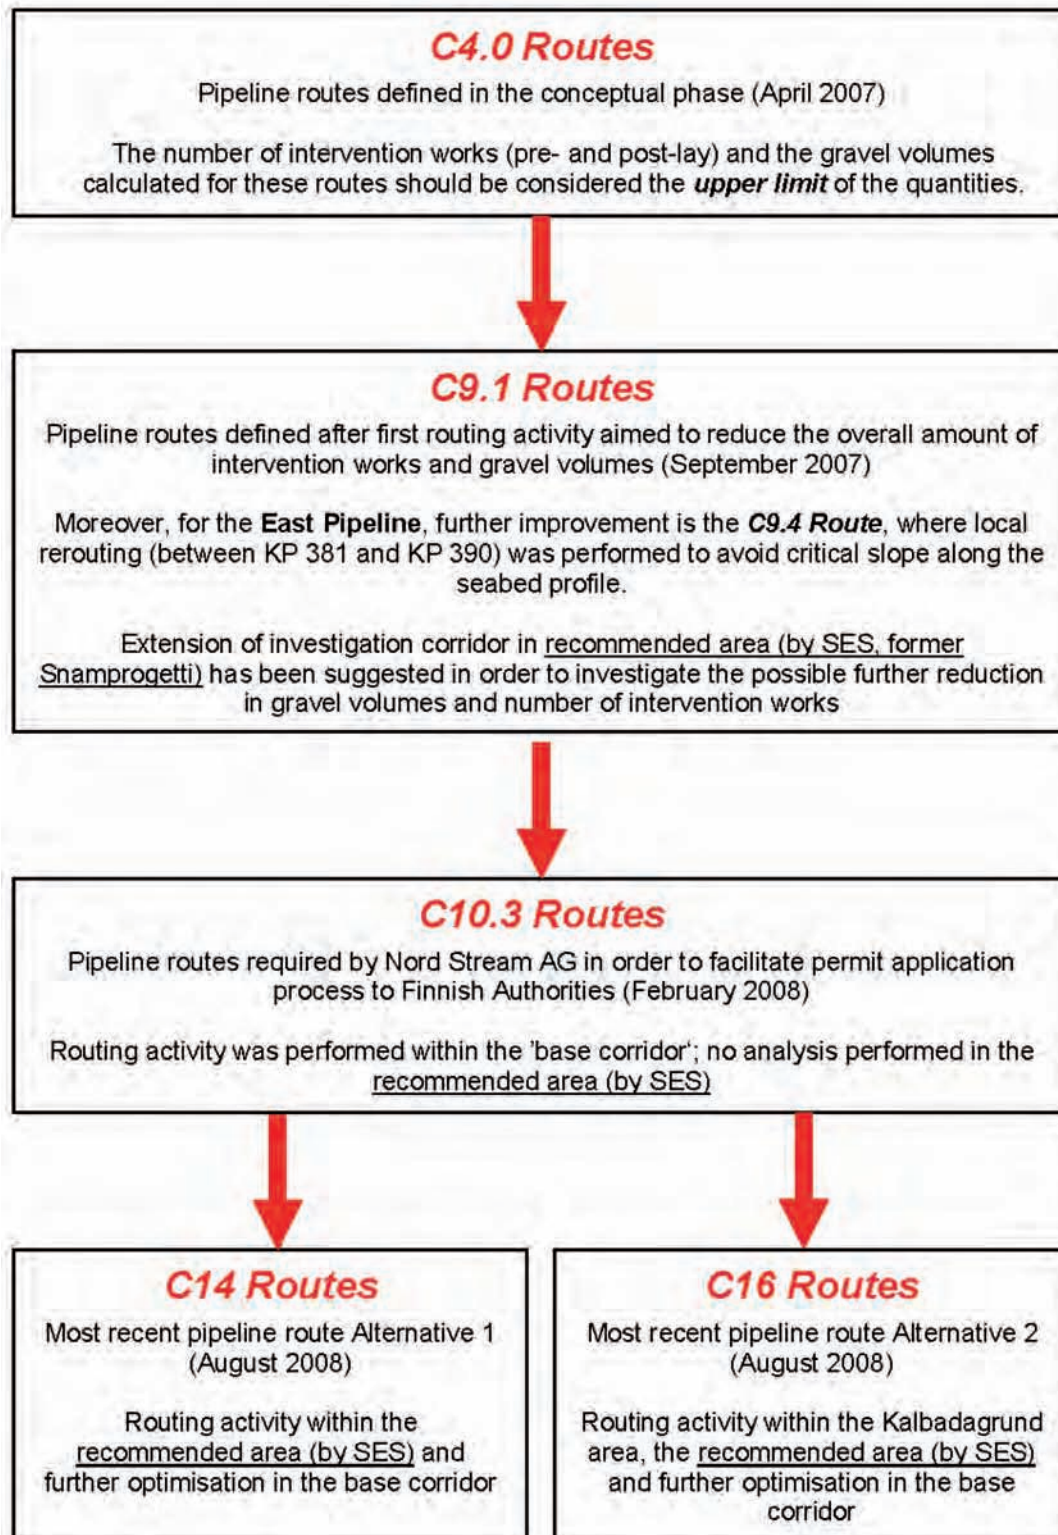 C4.0 Routes
Pipeline routes defined in the conceptual phase (April 2007)
The number of intervention works (pre- and post-lay) and the gravel volumes
calculated for these routes should be considered the upper limit of the quantities.
C9.1 Routes
Pipeline routes defined after first routing activity aimed to reduce the overall amount of
intervention works and gravel volumes (September 2007)
Moreover, for the East Pipeline, further improvement is the C9.4 Route, where local
rerouting (between KP 381 and KP 390) was performed to avoid critical slope along the
seabed profile.
Extension of investigation corridor in recommended area (by SES, former
Snamprogetti) has been suggested in order to investigate the possible further reduction
in gravel volumes and number of intervention works
C10.3 Routes
Pipeline routes required by Nord Stream AG in order to facilitate permit application
process to Finnish Authorities (February 2008)
Routing activity was performed within the 'base corridor'; no analysis performed in the
recommended area (by SES)
C14 Routes
Most recent pipeline route Alternative 1
(August 2008)
Routing activity within the
recommended area (by SES) and
further optimisation in the base corridor
C16 Routes
Most recent pipeline route Alternative 2
(August 2008)
Routing activity within the Kalbadagrund
area, the recommended area (by SES)
and further optimisation in the base
corridor